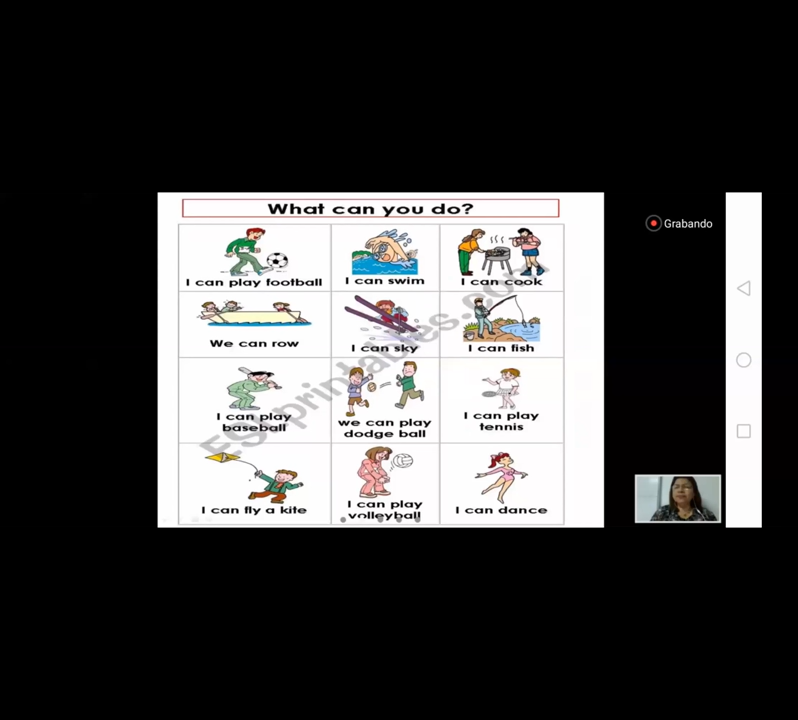 What can you do?
Grabando
I can play football
I can swim
I can cook
We can row
I can sky
I can fish
I can play
baseball
we can play
dodge ball
I can play
tennis
I can fly a kite
I can play
volleyball
I can dance
ESLprintables.com